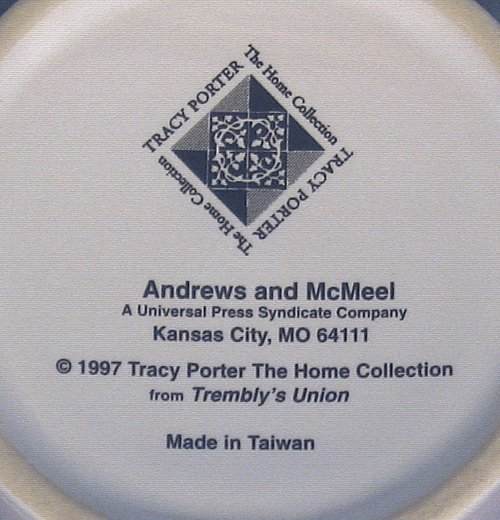 TRACY PORTER
The Home Collection
TRACY PORTER
The Home Collection
Andrews and McMeel
A Universal Press Syndicate Company
Kansas City, MO 64111
© 1997 Tracy Porter The Home Collection
from Trembly's Union
Made in Taiwan